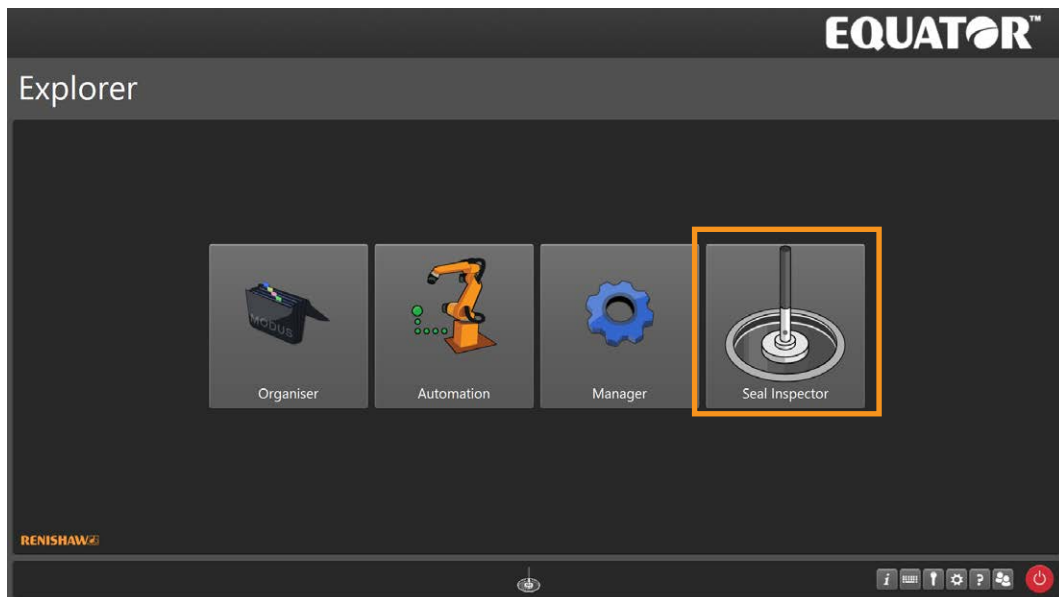 EQUATOR™
Explorer
MODUS
Organiser
Automation
Manager
Seal Inspector
RENISHAW
i
?